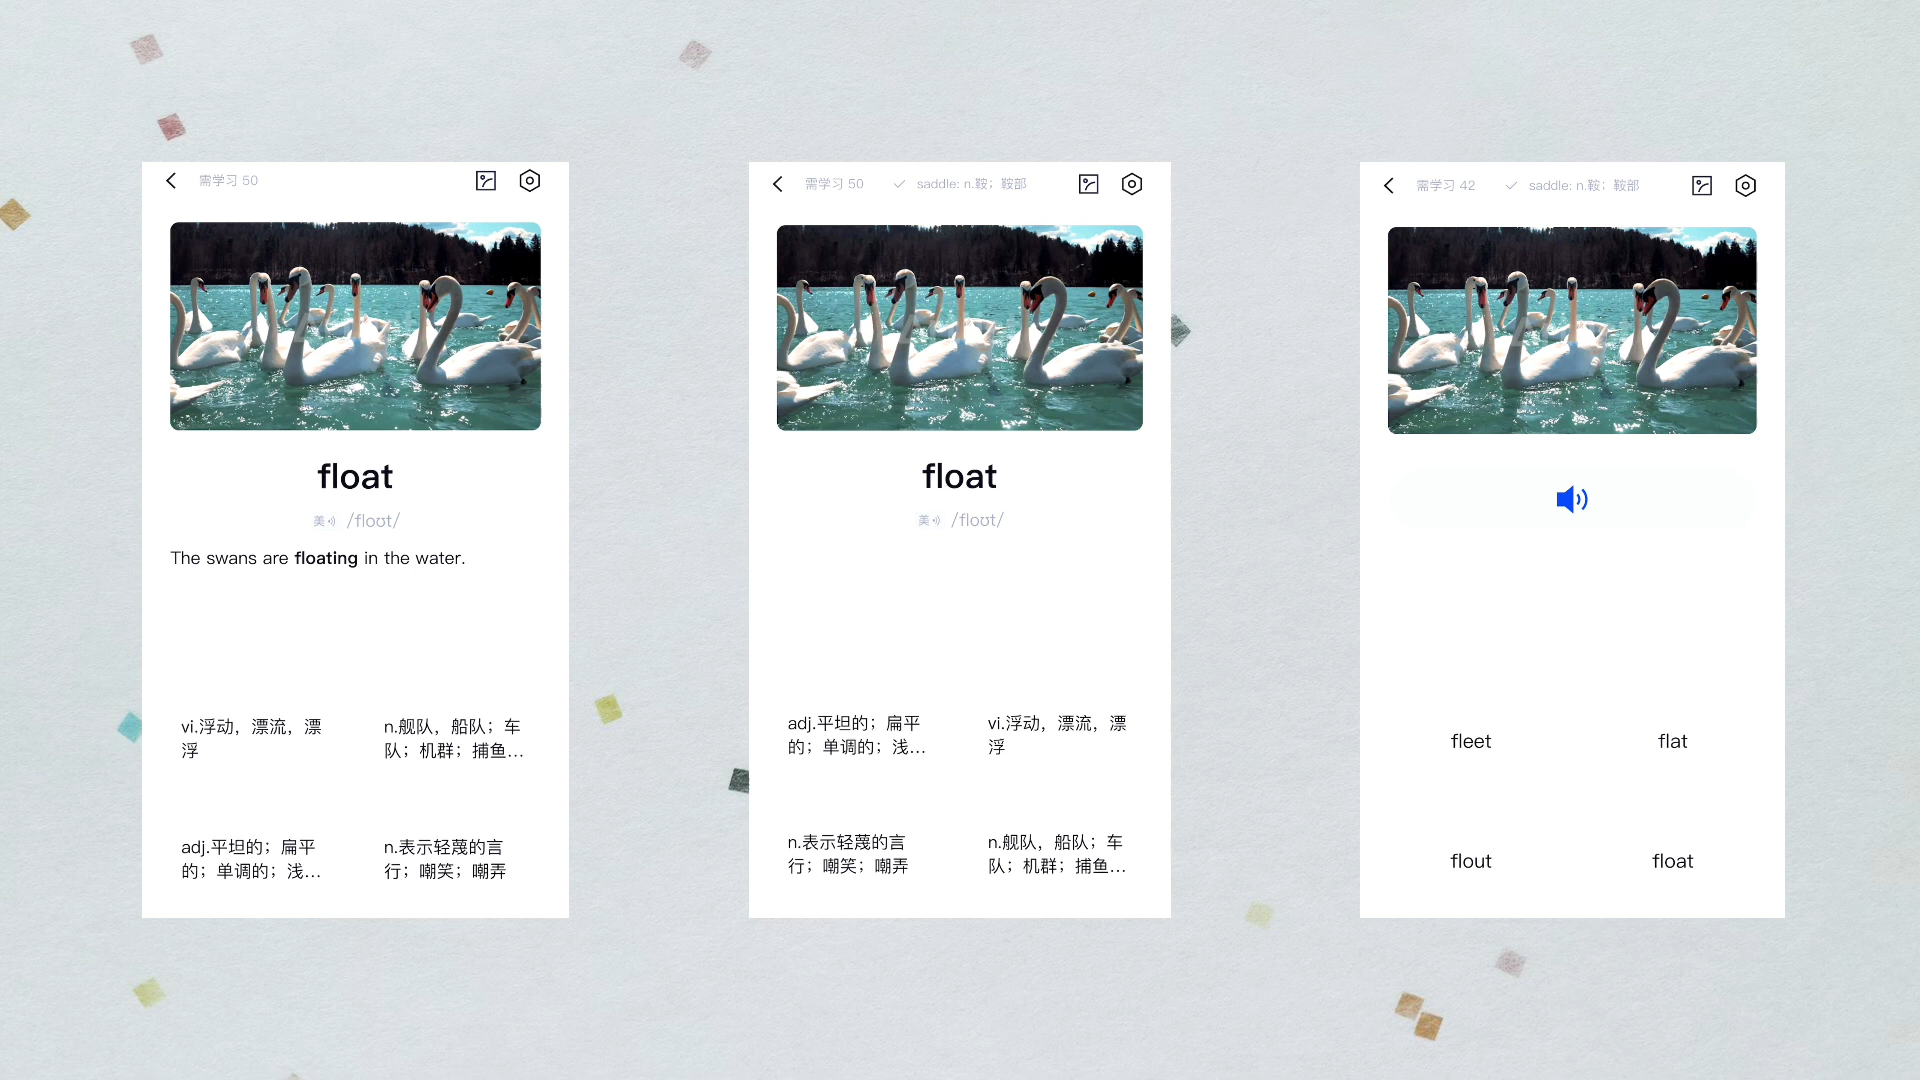 需学习 50
float
美 /floʊt/
The swans are floating in the water.
vi.浮动，漂流，漂
浮
n.舰队，船队；车
队；机群；捕鱼...
adj.平坦的；扁平
的；单调的；浅...
n.表示轻蔑的言
行；嘲笑；嘲弄
需学习 50
saddle: n.鞍；鞍部
float
美 /floʊt/
adj.平坦的；扁平
的；单调的；浅...
vi.浮动，漂流，漂
浮
n.表示轻蔑的言
行；嘲笑；嘲弄
n.舰队，船队；车
队；机群；捕鱼...
需学习 42
saddle: n.鞍；鞍部
fleet
flat
flout
float